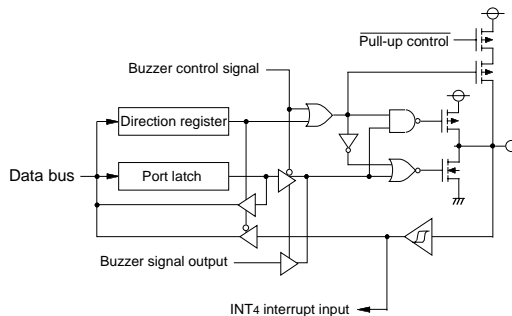 Pull-up control
Buzzer control signal
Direction register
Data bus
Port latch
Buzzer signal output
INT4 interrupt input